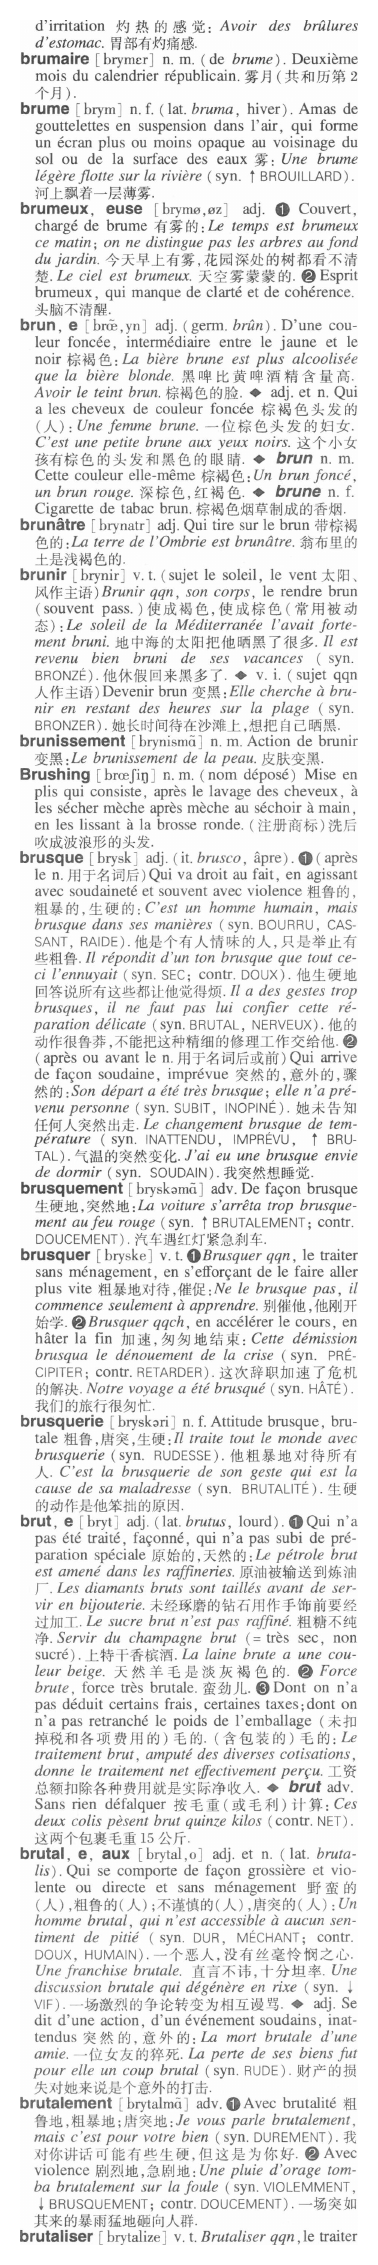 d'irritation 灼热的感觉: Avoir des brûlures
d'estomac. 胃部有灼痛感.
brumaire [brymɛr] n. m. (de brume). Deuxième
mois du calendrier républicain. 雾月(共和历第2
个月).
brume [brym] n. f. (lat. bruma, hiver). Amas de
gouttelettes en suspension dans l'air, qui forme
un écran plus ou moins opaque au voisinage du
sol ou de la surface des eaux 雾: Une brume
légère flotte sur la rivière (syn. ↑ BROUILLARD).
河上飘着一层薄雾.
brumeux, euse [brymø,øz] adj. ❶ Couvert,
chargé de brume 有雾的: Le temps est brumeux
ce matin; on ne distingue pas les arbres au fond
du jardin. 今天早上有雾,花园深处的树都看不清
楚. Le ciel est brumeux. 天空雾蒙蒙的. ❷ Esprit
brumeux, qui manque de clarté et de cohérence.
头脑不清醒.
brun, e [brœ̃,yn] adj. (germ. brûn). D'une cou-
leur foncée, intermédiaire entre le jaune et le
noir 棕褐色: La bière brune est plus alcoolisée
que la bière blonde. 黑啤比黄啤酒精含量高.
Avoir le teint brun. 棕褐色的脸. ◆ adj. et n. Qui
a les cheveux de couleur foncée 棕褐色头发的
(人): Une femme brune. 一位棕色头发的妇女.
C'est une petite brune aux yeux noirs. 这个小女
孩有棕色的头发和黑色的眼睛. ◆ brun n. m.
Cette couleur elle-même 棕褐色: Un brun foncé,
un brun rouge. 深棕色,红褐色. ◆ brune n. f.
Cigarette de tabac brun. 棕褐色烟草制成的香烟.
brunâtre [brynatr] adj. Qui tire sur le brun 带棕褐
色的: La terre de l'Ombrie est brunâtre. 翁布里的
土是浅褐色的.
brunir [brynir] v. t. (sujet le soleil, le vent 太阳、
风作主语) Brunir qqn, son corps, le rendre brun
(souvent pass.) 使成褐色,使成棕色(常用被动
态): Le soleil de la Méditerranée l'avait forte-
ment bruni. 地中海的太阳把他晒黑了很多. Il est
revenu bien bruni de ses vacances (syn.
BRONZÉ). 他休假回来黑多了. ◆ v. i. (sujet qqn
人作主语) Devenir brun 变黑: Elle cherche à bru-
nir en restant des heures sur la plage (syn.
BRONZER). 她长时间待在沙滩上,想把自己晒黑.
brunissement [brynismɑ̃] n. m. Action de brunir
变黑: Le brunissement de la peau. 皮肤变黑.
Brushing [brœʃiŋ] n. m. (nom déposé) Mise en
plis qui consiste, après le lavage des cheveux, à
les sécher mèche après mèche au séchoir à main,
en les lissant à la brosse ronde. (注册商标)洗后
吹成波浪形的头发.
brusque [brysk] adj. (it. brusco, âpre). ❶ (après
le n. 用于名词后) Qui va droit au fait, en agissant
avec soudaineté et souvent avec violence 粗鲁的,
粗暴的,生硬的: C'est un homme humain, mais
brusque dans ses manières (syn. BOURRU, CAS-
SANT, RAIDE). 他是个有人情味的人,只是举止有
些粗鲁. Il répondit d'un ton brusque que tout ce-
ci l'ennuyait (syn. SEC; contr. DOUX). 他生硬地
回答说所有这些都让他觉得烦. Il a des gestes trop
brusques, il ne faut pas lui confier cette ré-
paration délicate (syn. BRUTAL, NERVEUX). 他的
动作很鲁莽,不能把这种精细的修理工作交给他. ❷
(après ou avant le n. 用于名词后或前) Qui arrive
de façon soudaine, imprévue 突然的,意外的,骤
然的: Son départ a été très brusque; elle n'a pré-
venu personne (syn. SUBIT, INOPINÉ). 她未告知
任何人突然出走. Le changement brusque de tem-
pérature (syn. INATTENDU, IMPRÉVU, ↑ BRU-
TAL). 气温的突然变化. J'ai eu une brusque envie
de dormir (syn. SOUDAIN). 我突然想睡觉.
brusquement [bryskəmɑ̃] adv. De façon brusque
生硬地,突然地: La voiture s'arrêta trop brusque-
ment au feu rouge (syn. ↑ BRUTALEMENT; contr.
DOUCEMENT). 汽车遇红灯紧急刹车.
brusquer [bryske] v. t. ❶ Brusquer qqn, le traiter
sans ménagement, en s'efforçant de le faire aller
plus vite 粗暴地对待,催促: Ne le brusque pas, il
commence seulement à apprendre. 别催他,他刚开
始学. ❷ Brusquer qqch, en accélérer le cours, en
hâter la fin 加速,匆匆地结束: Cette démission
brusqua le dénouement de la crise (syn. PRÉ-
CIPITER; contr. RETARDER). 这次辞职加速了危机
的解决. Notre voyage a été brusqué (syn. HÂTÉ).
我们的旅行很匆忙.
brusquerie [bryskəri] n. f. Attitude brusque, bru-
tale 粗鲁,唐突,生硬: Il traite tout le monde avec
brusquerie (syn. RUDESSE). 他粗暴地对待所有
人. C'est la brusquerie de son geste qui est la
cause de sa maladresse (syn. BRUTALITÉ). 生硬
的动作是他笨拙的原因.
brut, e [bryt] adj. (lat. brutus, lourd). ❶ Qui n'a
pas été traité, façonné, qui n'a pas subi de pré-
paration spéciale 原始的,天然的: Le pétrole brut
est amené dans les raffineries. 原油被输送到炼油
厂. Les diamants bruts sont taillés avant de ser-
vir en bijouterie. 未经琢磨的钻石用作手饰前要经
过加工. Le sucre brut n'est pas raffiné. 粗糖不纯
净. Servir du champagne brut (= très sec, non
sucré). 上特干香槟酒. La laine brute a une cou-
leur beige. 天然羊毛是淡灰褐色的. ❷ Force
brute, force très brutale. 蛮劲儿. ❸ Dont on n'a
pas déduit certains frais, certaines taxes; dont on
n'a pas retranché le poids de l'emballage (未扣
掉税和各项费用的)毛的. (含包装的)毛的: Le
traitement brut, amputé des diverses cotisations,
donne le traitement net effectivement perçu. 工资
总额扣除各种费用就是实际净收入. ◆ brut adv.
Sans rien défalquer 按毛重(或毛利)计算: Ces
deux colis pèsent brut quinze kilos (contr. NET).
这两个包裹毛重 15 公斤.
brutal, e, aux [brytal,o] adj. et n. (lat. bruta-
lis). Qui se comporte de façon grossière et vio-
lente ou directe et sans ménagement 野蛮的
(人),粗鲁的(人);不谨慎的(人),唐突的(人): Un
homme brutal, qui n'est accessible à aucun sen-
timent de pitié (syn. DUR, MÉCHANT; contr.
DOUX, HUMAIN). 一个恶人,没有丝毫怜悯之心.
Une franchise brutale. 直言不讳,十分坦率. Une
discussion brutale qui dégénère en rixe (syn. ↓
VIF). 一场激烈的争论转变为相互谩骂. ◆ adj. Se
dit d'une action, d'un événement soudains, inat-
tendus 突然的,意外的: La mort brutale d'une
amie. 一位女友的猝死. La perte de ses biens fut
pour elle un coup brutal (syn. RUDE). 财产的损
失对她来说是个意外的打击.
brutalement [brytalmɑ̃] adv. ❶ Avec brutalité 粗
鲁地,粗暴地;唐突地: Je vous parle brutalement,
mais c'est pour votre bien (syn. DUREMENT). 我
对你讲话可能有些生硬,但这是为你好. ❷ Avec
violence 剧烈地,急剧地: Une pluie d'orage tom-
ba brutalement sur la foule (syn. VIOLEMMENT,
↓ BRUSQUEMENT; contr. DOUCEMENT). 一场突如
其来的暴雨猛地砸向人群.
brutaliser [brytalize] v. t. Brutaliser qqn, le traiter